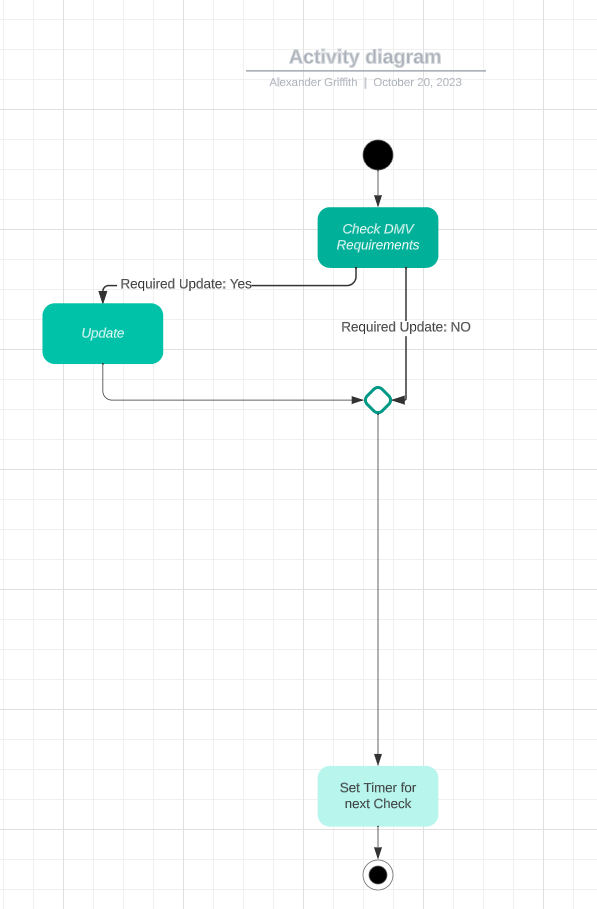 Activity diagram
Alexander Griffith | October 20, 2023
Check DMV
Requirements
Required Update: Yes
Required Update: NO
Update
Set Timer for
next Check